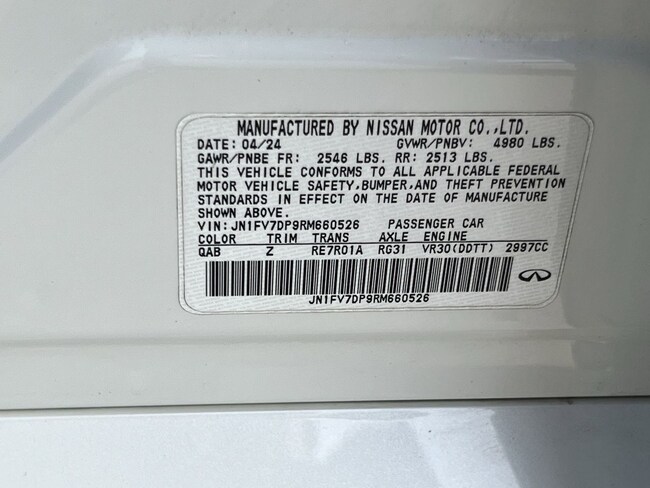 MANUFACTURED BY NISSAN MOTOR CO.,LTD.
DATE: 04/24 GVWR/PNBV: 4980 LBS.
GAWR/PNBE FR: 2546 LBS. RR: 2513 LBS.
THIS VEHICLE CONFORMS TO ALL APPLICABLE FEDERAL
MOTOR VEHICLE SAFETY,BUMPER,AND THEFT PREVENTION
STANDARDS IN EFFECT ON THE DATE OF MANUFACTURE
SHOWN ABOVE.
VIN: JN1FV7DP9RM660526 PASSENGER CAR
COLOR TRIM TRANS AXLE ENGINE
QAB Z RE7R01A RG31 VR30(DDTT) 2997CC
JN1FV7DP9RM660526